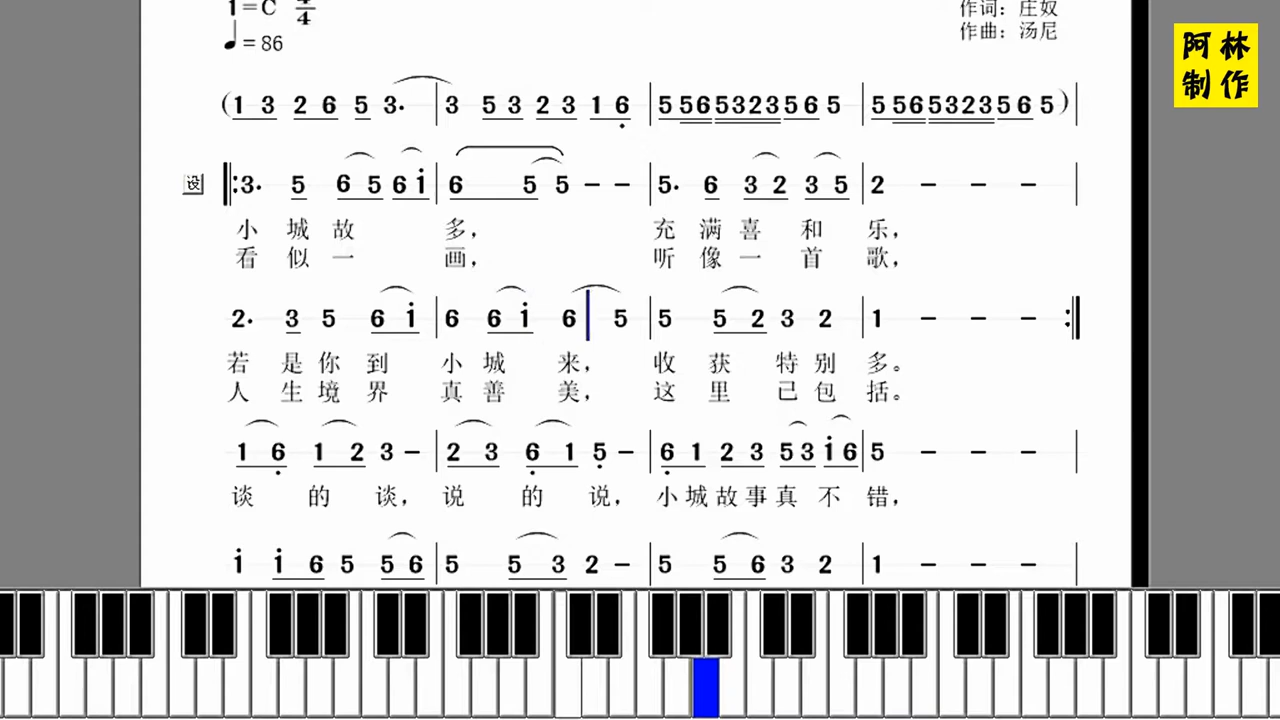 1=C 4/4
作词：庄奴
♩=86
作曲：汤尼
阿林
制作
(1 3 2 6 5 3· | 3 5 3 2 3 1 6̣ | 5 5 6 5 3 2 3 5 6 5 | 5 5 6 5 3 2 3 5 6 5) |
设 ‖: 3· 5 6 5 6 i | 6 5 5 – – | 5· 6 3 2 3 5 | 2 – – – |
小 城 故 多， 充 满 喜 和 乐，
看 似 一 画， 听 像 一 首 歌，
2· 3 5 6 i | 6 6 i 6 5 | 5 5 2 3 2 | 1 – – – :‖
若 是 你 到 小 城 来， 收 获 特 别 多。
人 生 境 界 真 善 美， 这 里 已 包 括。
1 6̣ 1 2 3 – | 2 3 6̣ 1 5̣ – | 6̣ 1 2 3 5 3 i 6 | 5 – – – |
谈 的 谈， 说 的 说， 小 城 故 事 真 不 错，
i i 6 5 5 6 | 5 5 3 2 – | 5 5 6 3 2 | 1 – – –